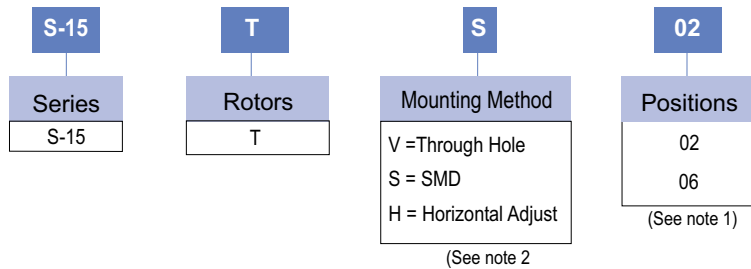 S-15 T S 02
Series Rotors Mounting Method Positions
S-15 T V =Through Hole 02
S = SMD 06
H = Horizontal Adjust
(See note 1)
(See note 2